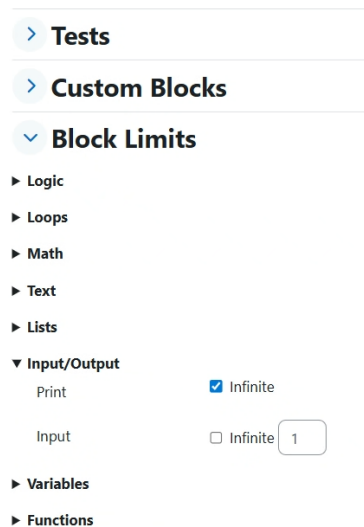 Tests
Custom Blocks
Block Limits
Logic
Loops
Math
Text
Lists
Input/Output
Print Infinite
Input Infinite 1
Variables
Functions